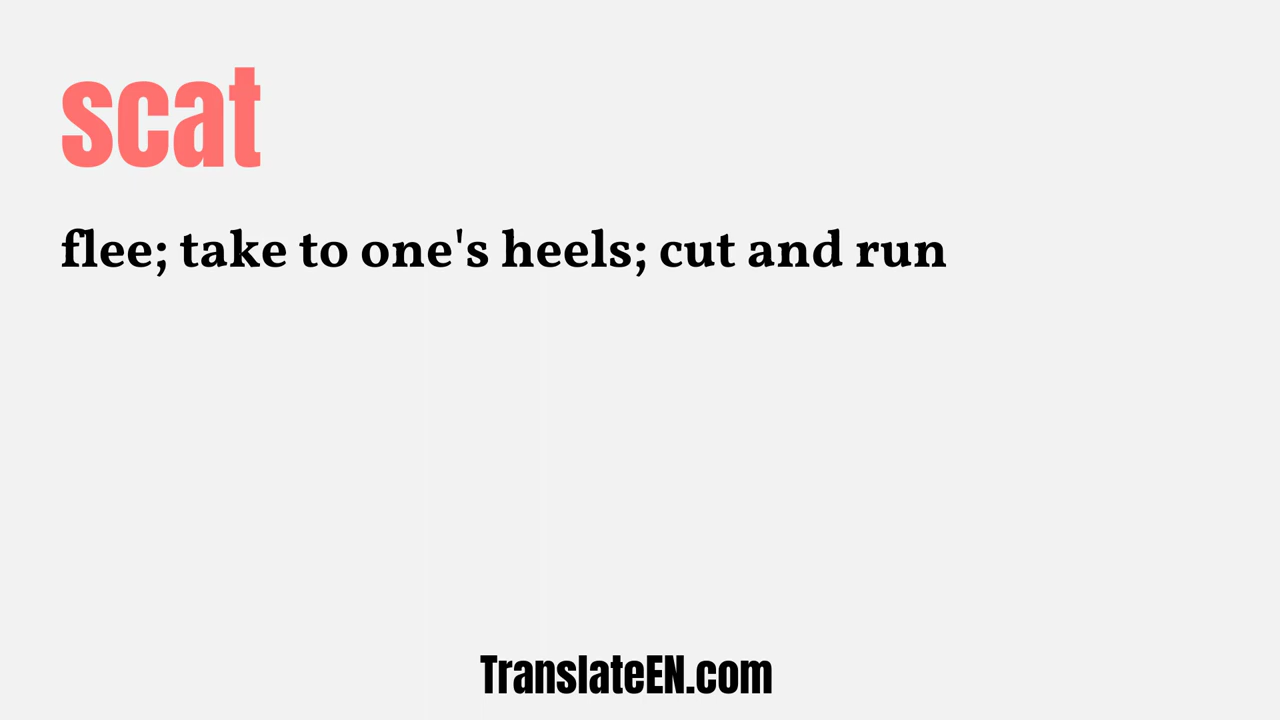 scat
flee; take to one's heels; cut and run
TranslateEN.com